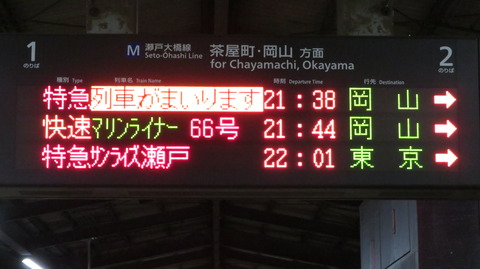 1 のりば
M 瀬戸大橋線 Seto-Ohashi Line
茶屋町・岡山 方面
for Chayamachi, Okayama
2 のりば
種別 Type 列車名 Train Name 時刻 Departure Time 行先 Destination
特急 列車がまいります 21:38 岡山 ➡
快速 マリンライナー 66号 21:44 岡山 ➡
特急 サンライズ瀬戸 22:01 東京 ➡